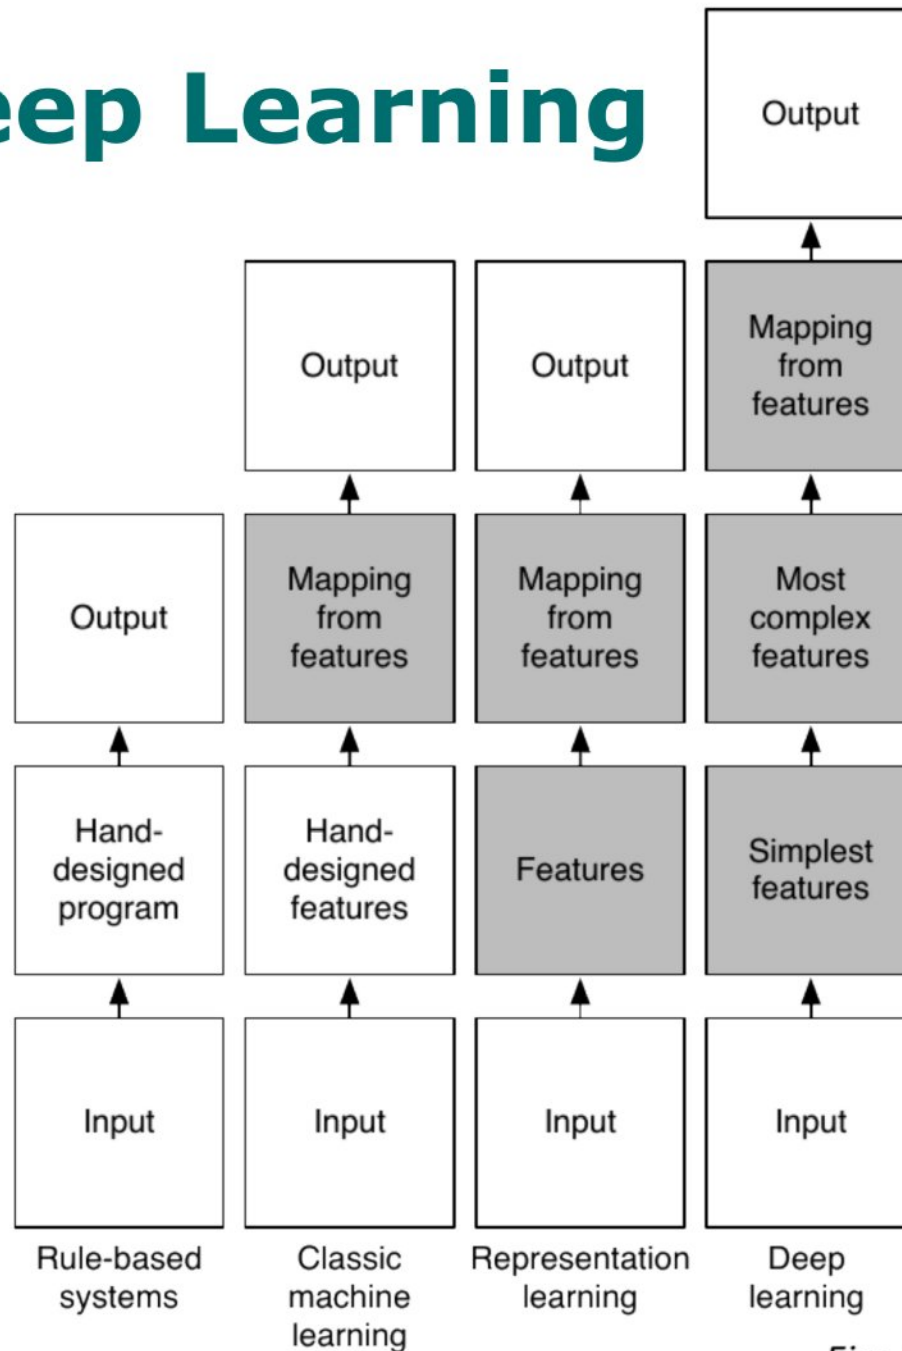 eep Learning
Output
Output
Output
Mapping
from
features
Output
Mapping
from
features
Mapping
from
features
Most
complex
features
Hand-
designed
program
Hand-
designed
features
Features
Simplest
features
Input
Input
Input
Input
Rule-based
systems
Classic
machine
learning
Representation
learning
Deep
learning